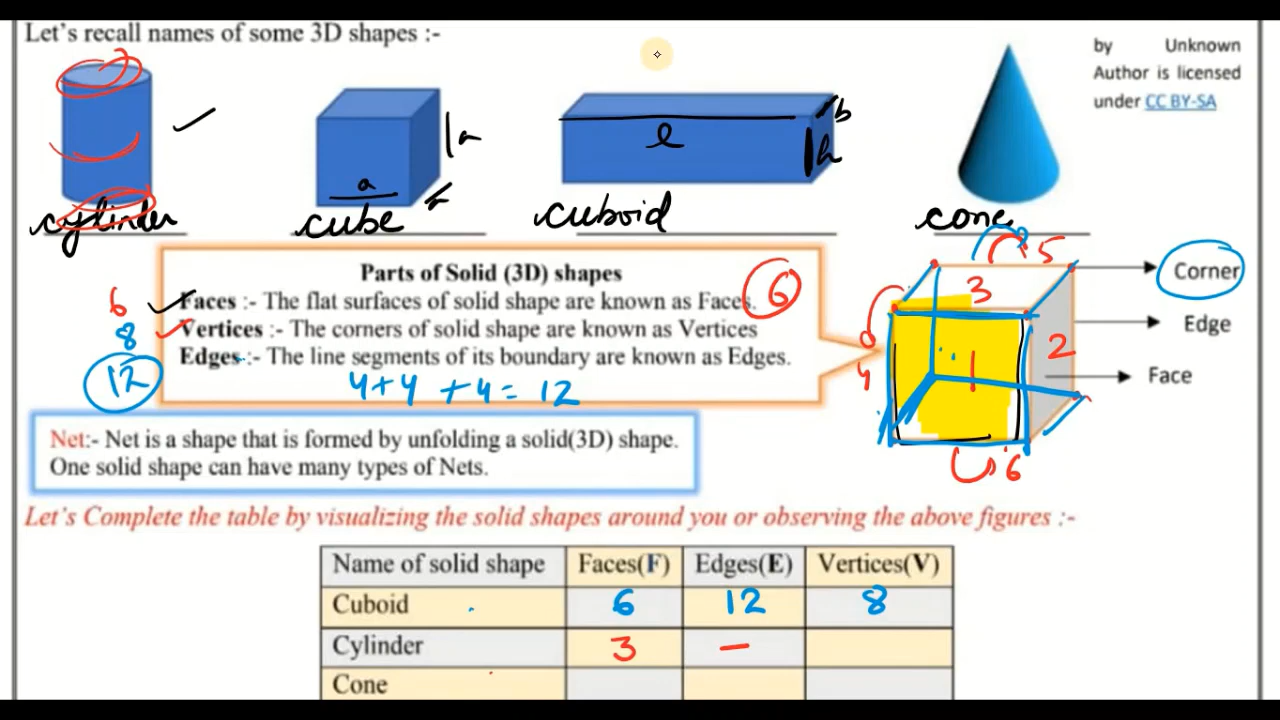 Let's recall names of some 3D shapes :-
by Unknown
Author is licensed
under CC BY-SA
a
a
l
b
h
cylinder
cube
cuboid
cone
Parts of Solid (3D) shapes
Faces :- The flat surfaces of solid shape are known as Faces.
6
Vertices :- The corners of solid shape are known as Vertices
Edges :- The line segments of its boundary are known as Edges.
6
8
12
4+4 +4 = 12
5
3
2
1
4
6
Corner
Edge
Face
Net:- Net is a shape that is formed by unfolding a solid(3D) shape.
One solid shape can have many types of Nets.
Let's Complete the table by visualizing the solid shapes around you or observing the above figures :-
Name of solid shape Faces(F) Edges(E) Vertices(V)
Cuboid 6 12 8
Cylinder 3 —
Cone